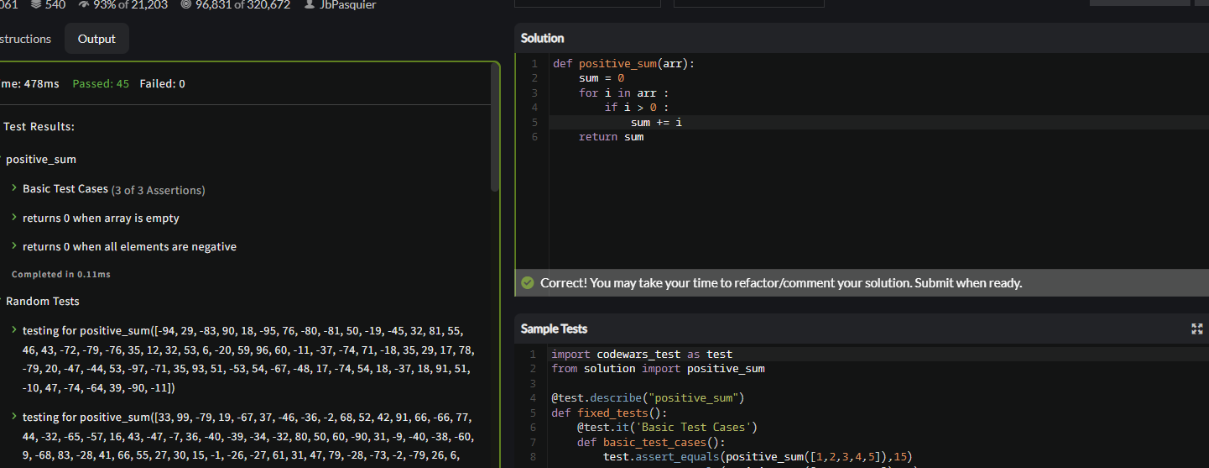 061 540 93% of 21,203 96,831 of 320,672 JbPasquier
structions Output
me: 478ms Passed: 45 Failed: 0
Test Results:
positive_sum
Basic Test Cases (3 of 3 Assertions)
returns 0 when array is empty
returns 0 when all elements are negative
Completed in 0.11ms
Random Tests
testing for positive_sum([-94, 29, -83, 90, 18, -95, 76, -80, -81, 50, -19, -45, 32, 81, 55,
46, 43, -72, -79, -76, 35, 12, 32, 53, 6, -20, 59, 96, 60, -11, -37, -74, 71, -18, 35, 29, 17, 78,
-79, 20, -47, -44, 53, -97, -71, 35, 93, 51, -53, 54, -67, -48, 17, -74, 54, 18, -37, 18, 91, 51,
-10, 47, -74, -64, 39, -90, -11])
testing for positive_sum([33, 99, -79, 19, -67, 37, -46, -36, -2, 68, 52, 42, 91, 66, -66, 77,
44, -32, -65, -57, 16, 43, -47, -7, 36, -40, -39, -34, -32, 80, 50, 60, -90, 31, -9, -40, -38, -60,
9, -68, 83, -28, 41, 66, 55, 27, 30, 15, -1, -26, -27, 61, 31, 47, 79, -28, -73, -2, -79, 26, 6,
Solution
1 def positive_sum(arr):
2     sum = 0
3     for i in arr :
4         if i > 0 :
5             sum += i
6     return sum
Correct! You may take your time to refactor/comment your solution. Submit when ready.
Sample Tests
1 import codewars_test as test
2 from solution import positive_sum
3
4 @test.describe("positive_sum")
5 def fixed_tests():
6     @test.it('Basic Test Cases')
7     def basic_test_cases():
8         test.assert_equals(positive_sum([1,2,3,4,5]),15)